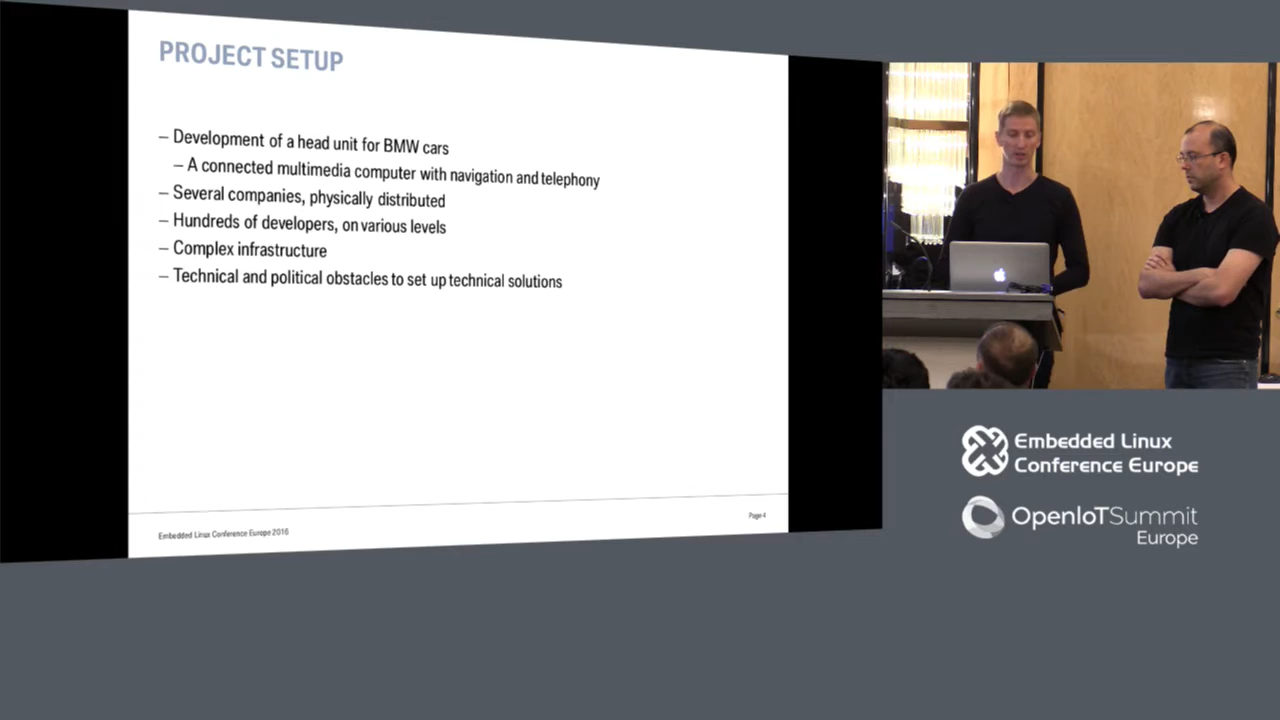 PROJECT SETUP
– Development of a head unit for BMW cars
– A connected multimedia computer with navigation and telephony
– Several companies, physically distributed
– Hundreds of developers, on various levels
– Complex infrastructure
– Technical and political obstacles to set up technical solutions
Embedded Linux Conference Europe 2016
Page 4
Embedded Linux
Conference Europe
OpenIoTSummit
Europe